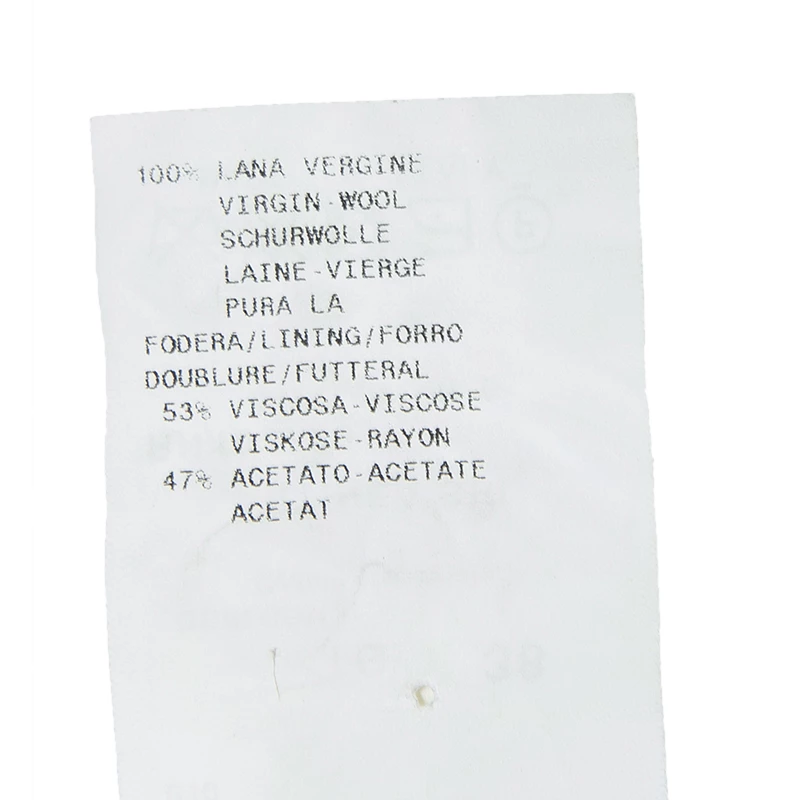 100% LANA VERGINE
VIRGIN-WOOL
SCHURWOLLE
LAINE-VIERGE
PURA LA
FODERA/LINING/FORRO
DOUBLURE/FUTTERAL
53% VISCOSA-VISCOSE
VISKOSE-RAYON
47% ACETATO-ACETATE
ACETAT